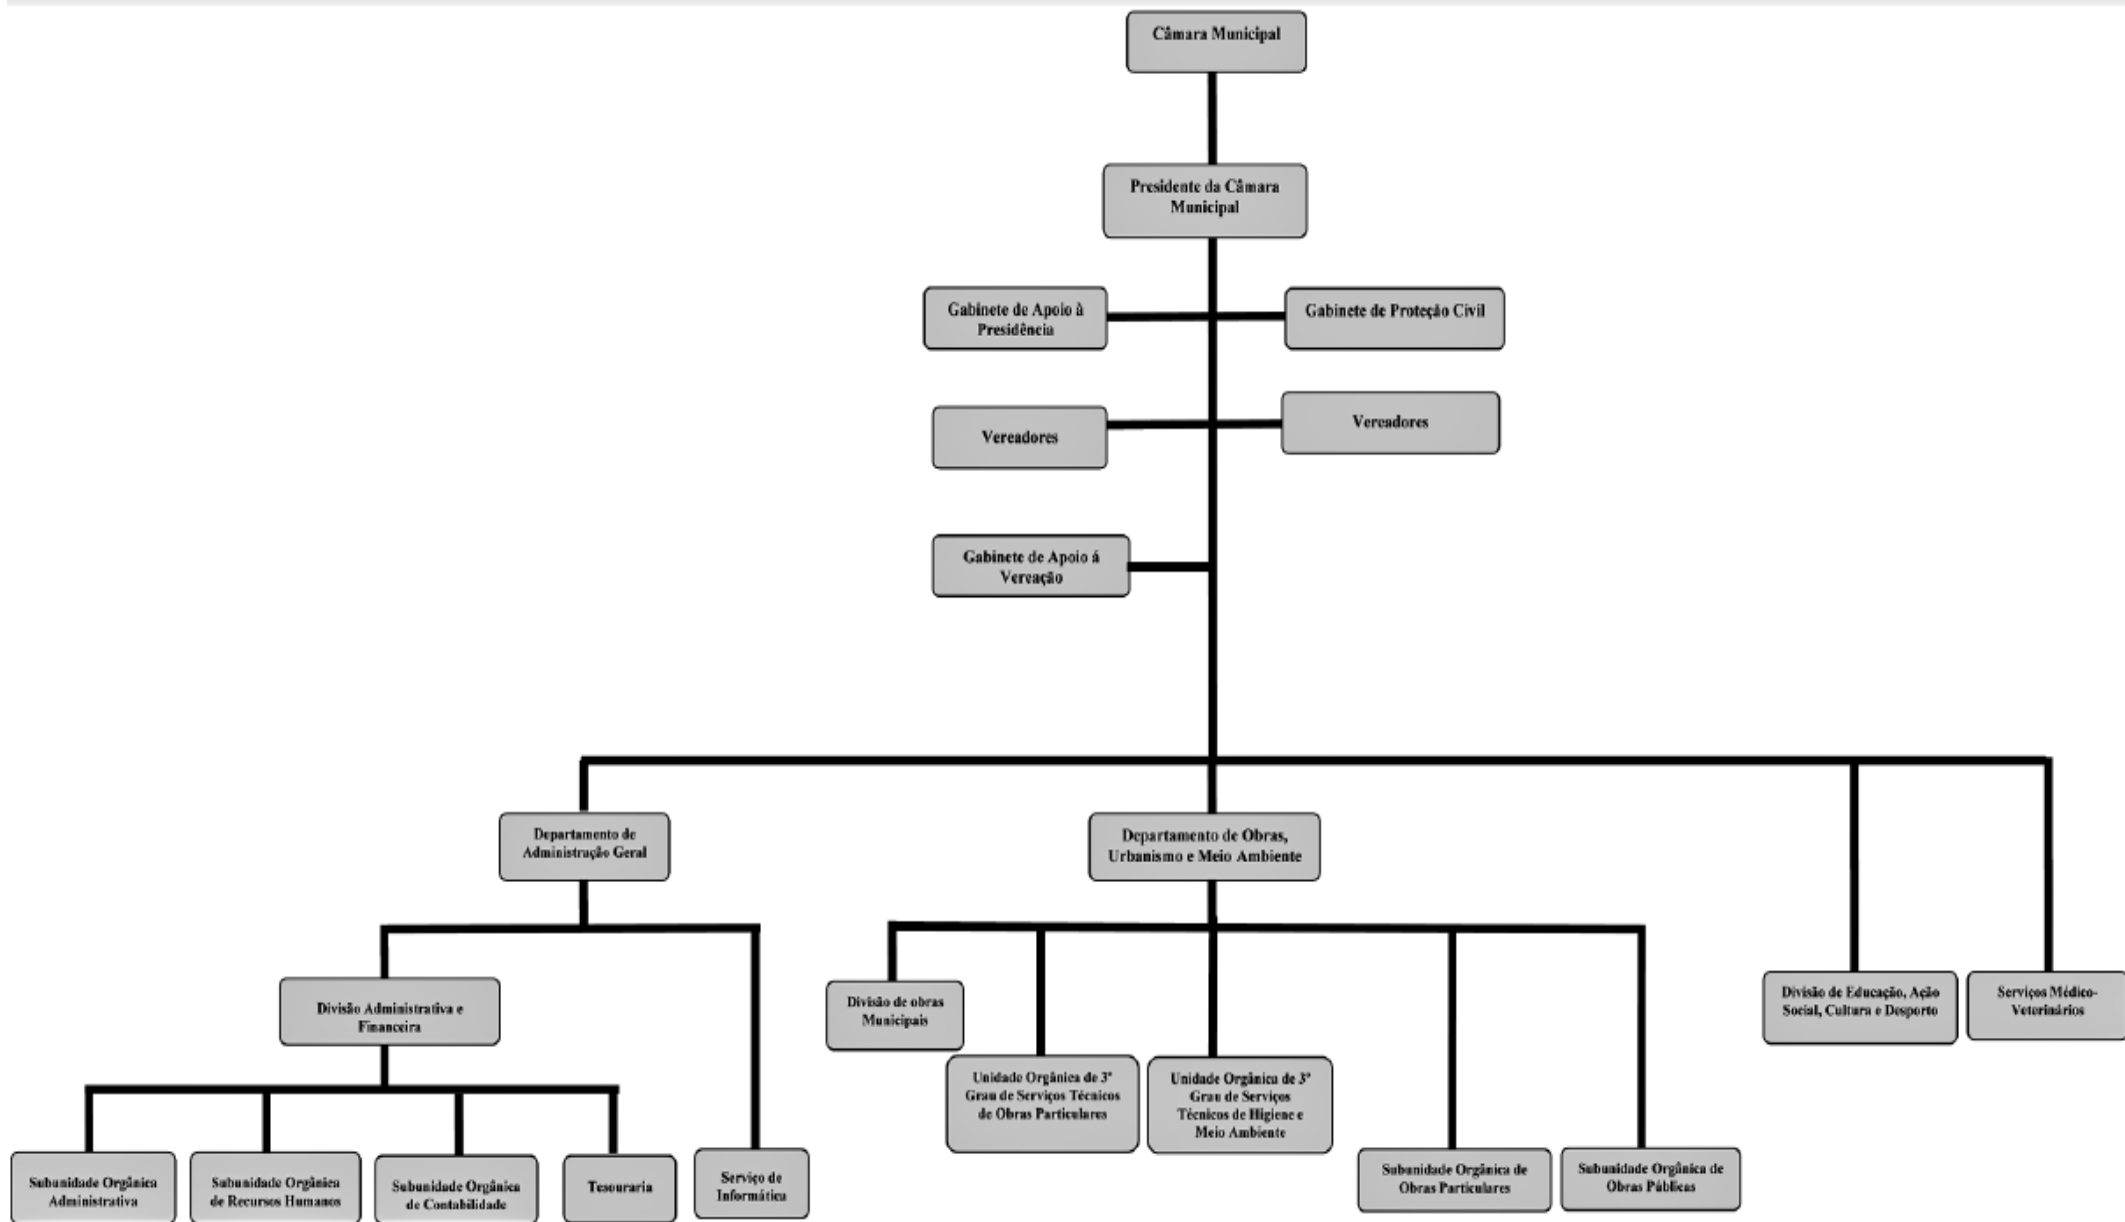 Câmara Municipal
Presidente da Câmara
Municipal
Gabinete de Apoio à
Presidência
Gabinete de Proteção Civil
Vereadores
Vereadores
Gabinete de Apoio á
Vereação
Departamento de
Administração Geral
Departamento de Obras,
Urbanismo e Meio Ambiente
Divisão Administrativa e
Financeira
Divisão de obras
Municipais
Divisão de Educação, Ação
Social, Cultura e Desporto
Serviços Médico-
Veterinários
Unidade Orgânica de 3º
Grau de Serviços Técnicos
de Obras Particulares
Unidade Orgânica de 3º
Grau de Serviços
Técnicos de Higiene e
Meio Ambiente
Subunidade Orgânica
Administrativa
Subunidade Orgânica
de Recursos Humanos
Subunidade Orgânica
de Contabilidade
Tesouraria
Serviço de
Informática
Subunidade Orgânica de
Obras Particulares
Subunidade Orgânica de
Obras Públicas